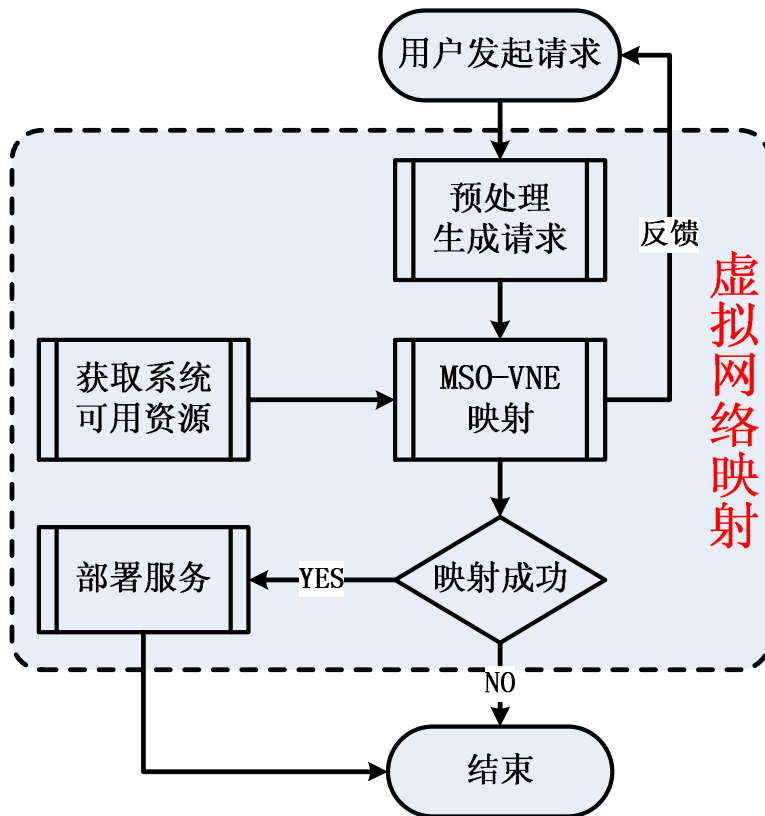 用户发起请求
预处理
生成请求
反馈
虚拟网络映射
获取系统
可用资源
MSO-VNE
映射
部署服务
YES
映射成功
NO
结束